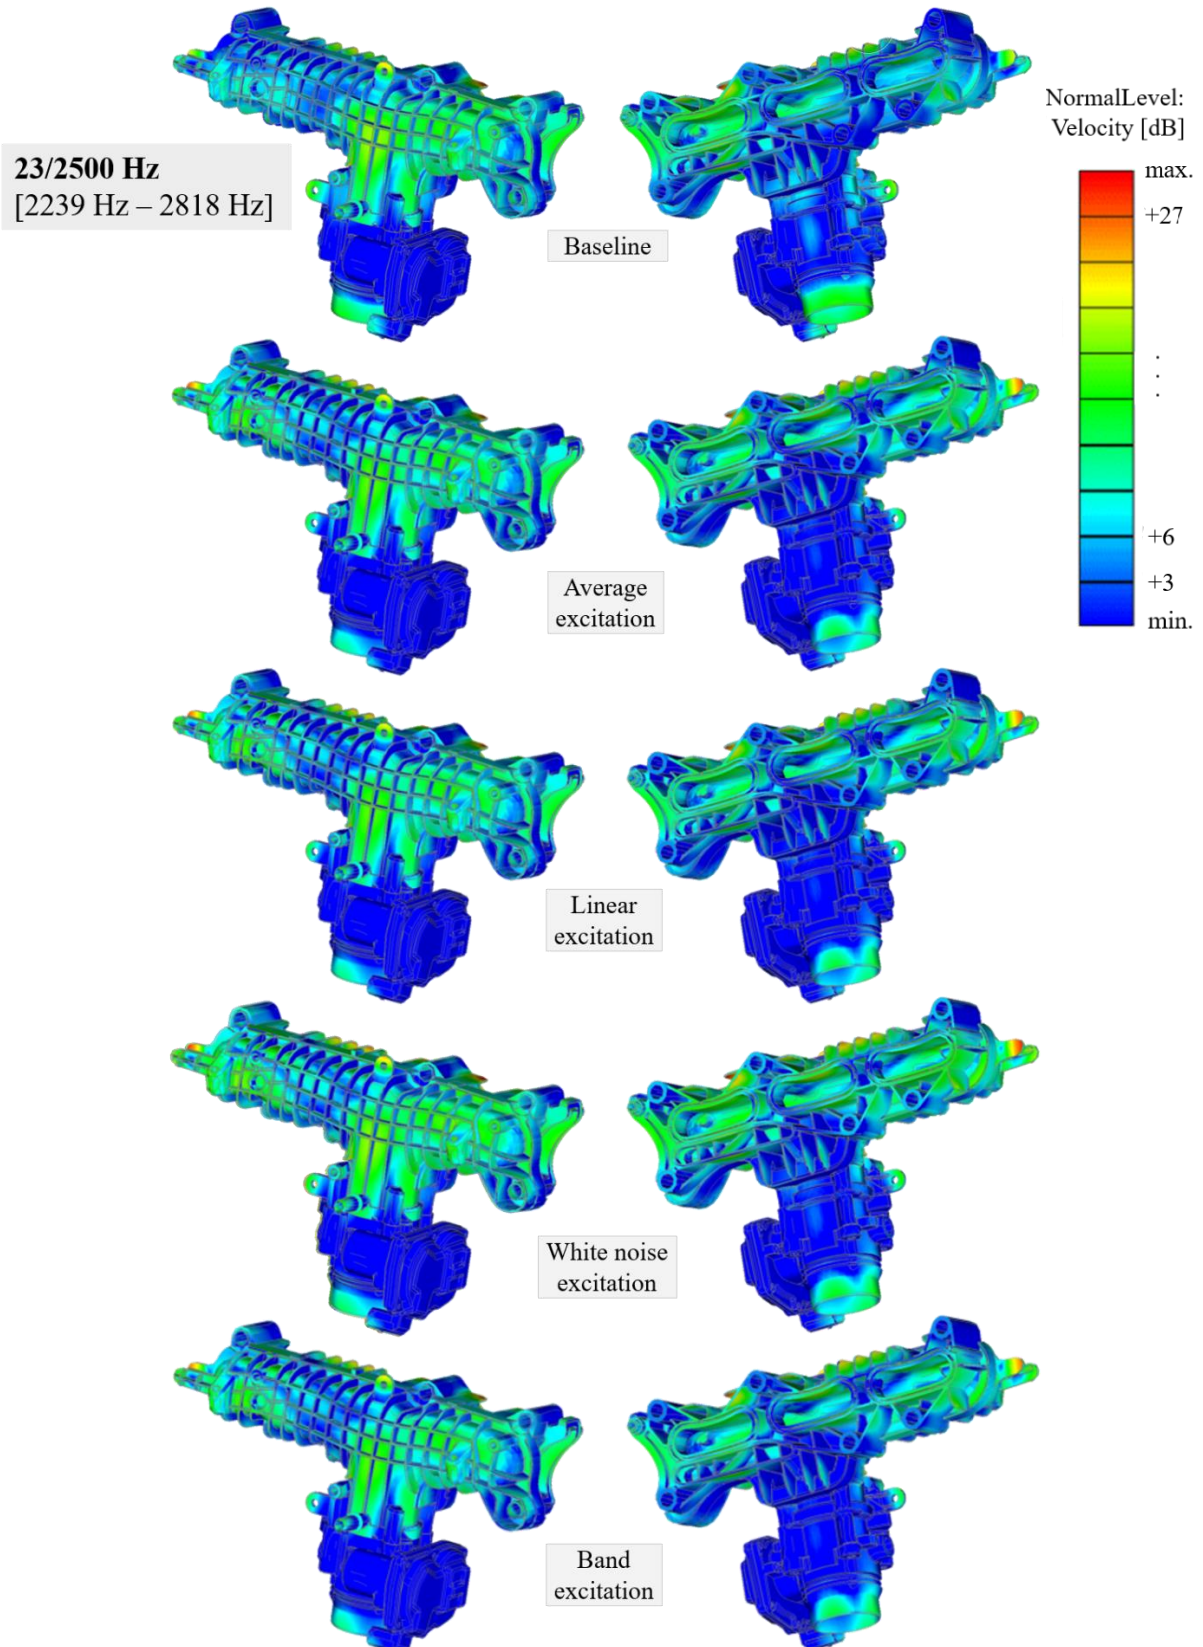 NormalLevel:
Velocity [dB]
max.
+27
.
.
.
+6
+3
min.
23/2500 Hz
[2239 Hz – 2818 Hz]
Baseline
Average
excitation
Linear
excitation
White noise
excitation
Band
excitation